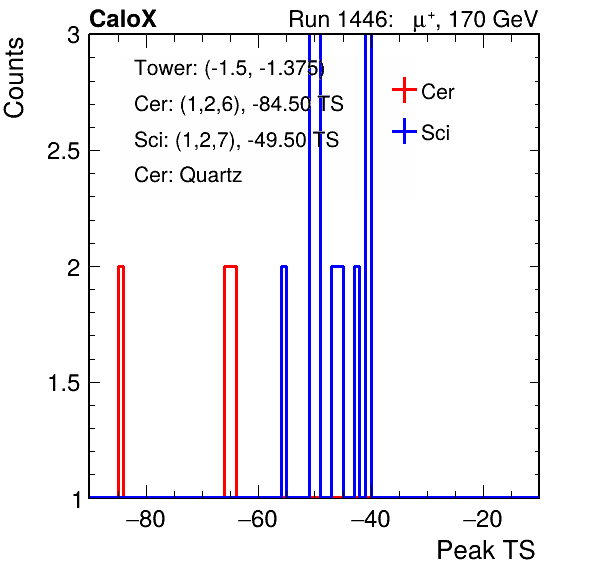 CaloX Run 1446: μ⁺, 170 GeV
Counts
3
2.5
2
1.5
1
Tower: (-1.5, -1.375)
Cer: (1,2,6), -84.50 TS
Sci: (1,2,7), -49.50 TS
Cer: Quartz
Cer
Sci
−80 −60 −40 −20
Peak TS